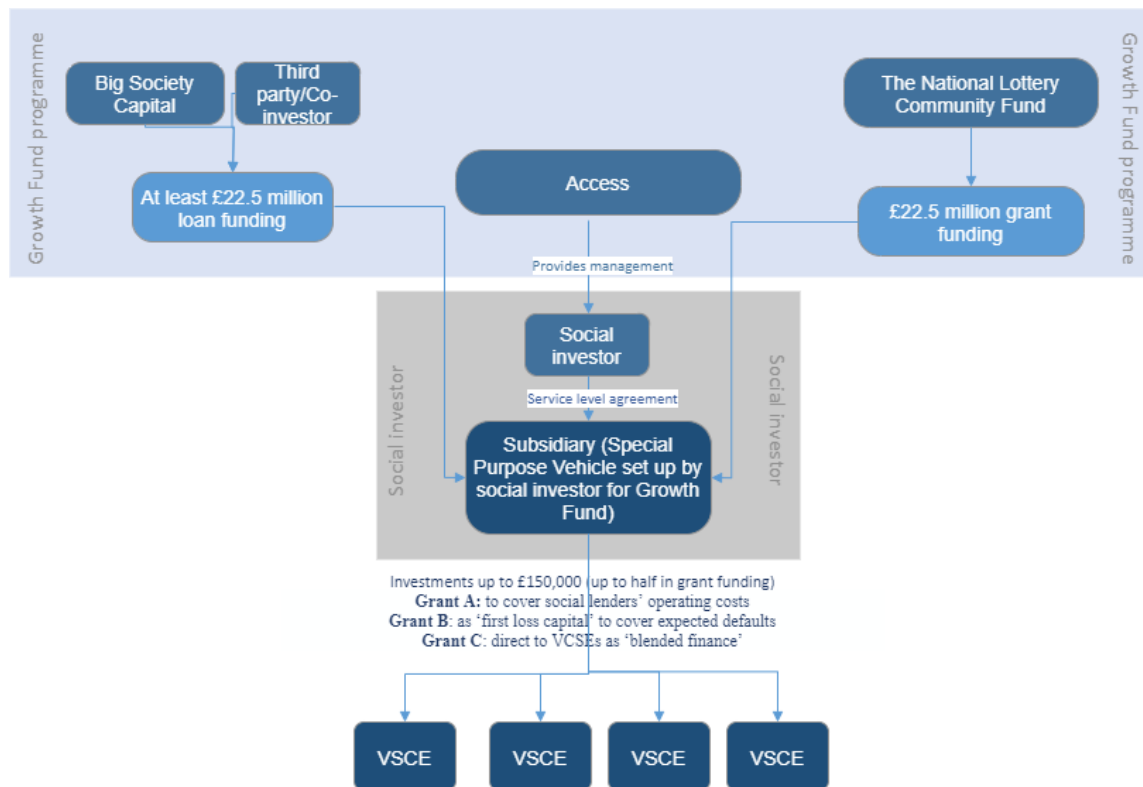 Growth Fund programme
Big Society
Capital
Third
party/Co-
investor
The National Lottery
Community Fund
Growth Fund programme
At least £22.5 million
loan funding
Access
£22.5 million grant
funding
Provides management
Social investor
Social
investor
Social investor
Service level agreement
Subsidiary (Special
Purpose Vehicle set up by
social investor for Growth
Fund)
Investments up to £150,000 (up to half in grant funding)
Grant A: to cover social lenders’ operating costs
Grant B: as ‘first loss capital’ to cover expected defaults
Grant C: direct to VCSEs as ‘blended finance’
VSCE
VSCE
VSCE
VSCE